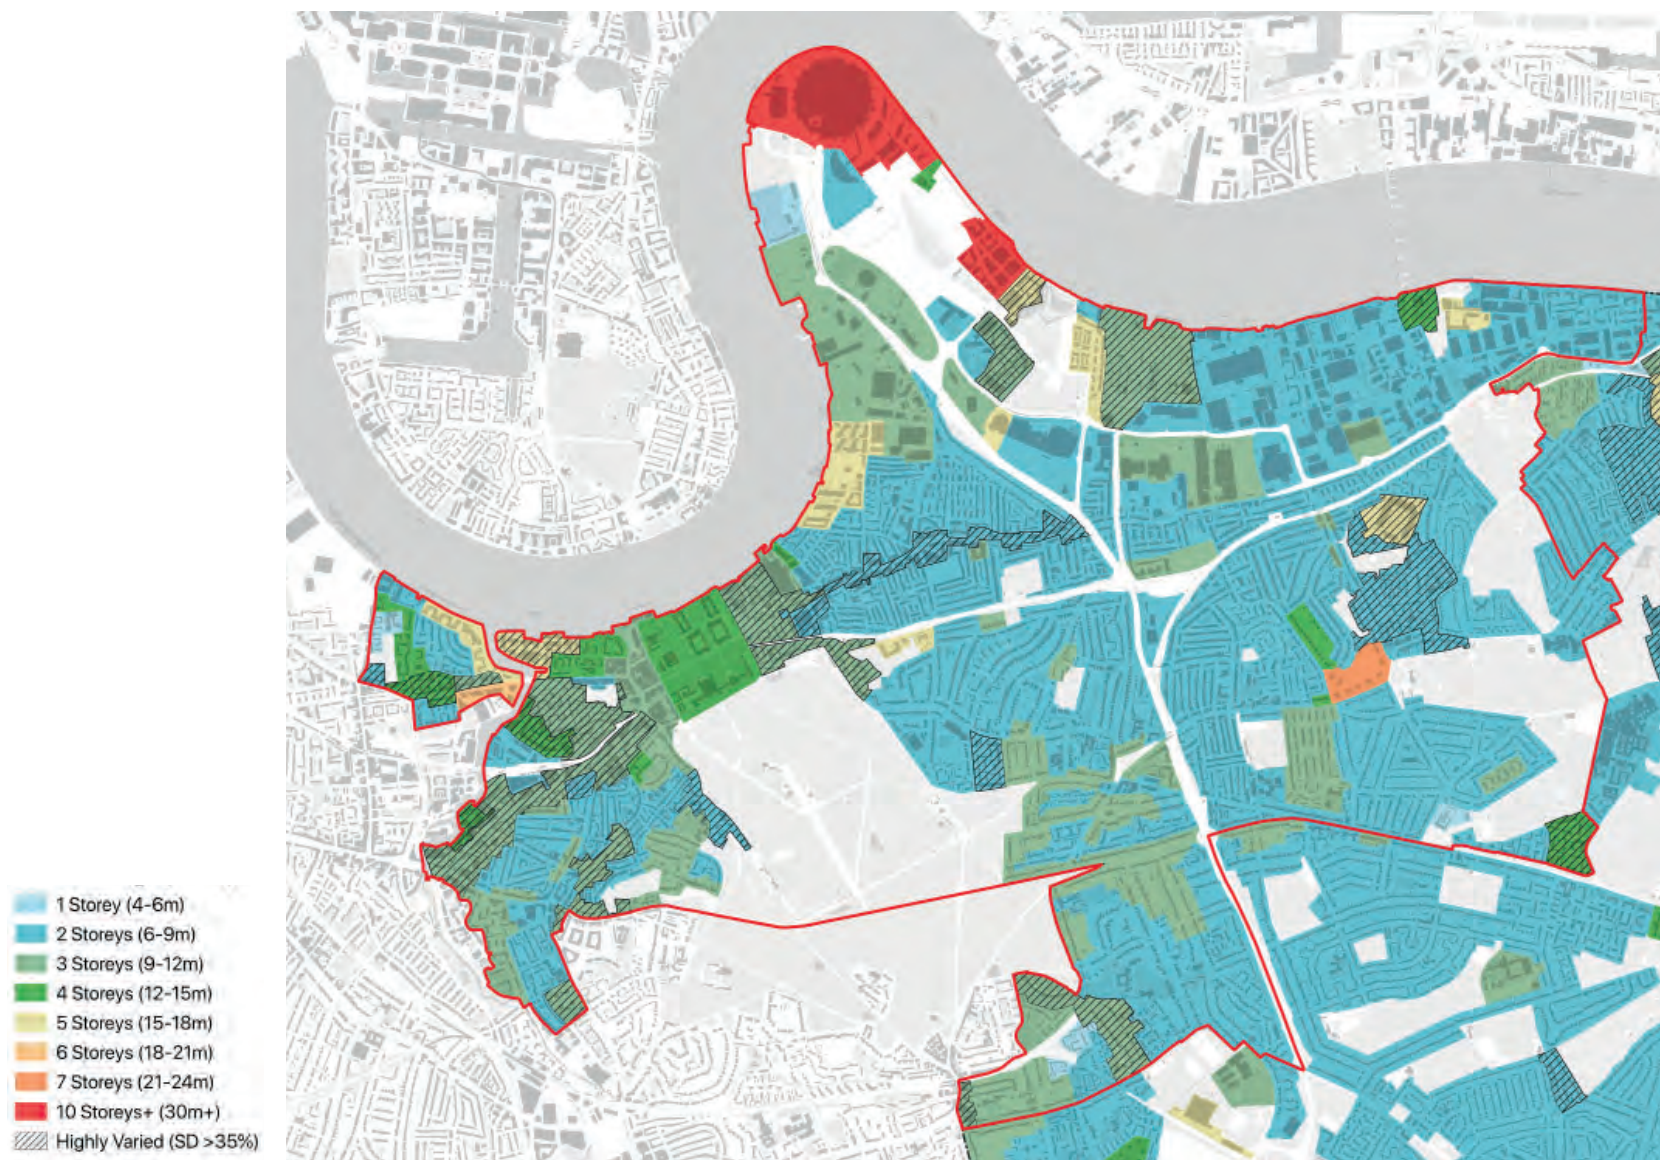 1 Storey (4-6m)
2 Storeys (6-9m)
3 Storeys (9-12m)
4 Storeys (12-15m)
5 Storeys (15-18m)
6 Storeys (18-21m)
7 Storeys (21-24m)
10 Storeys+ (30m+)
Highly Varied (SD >35%)